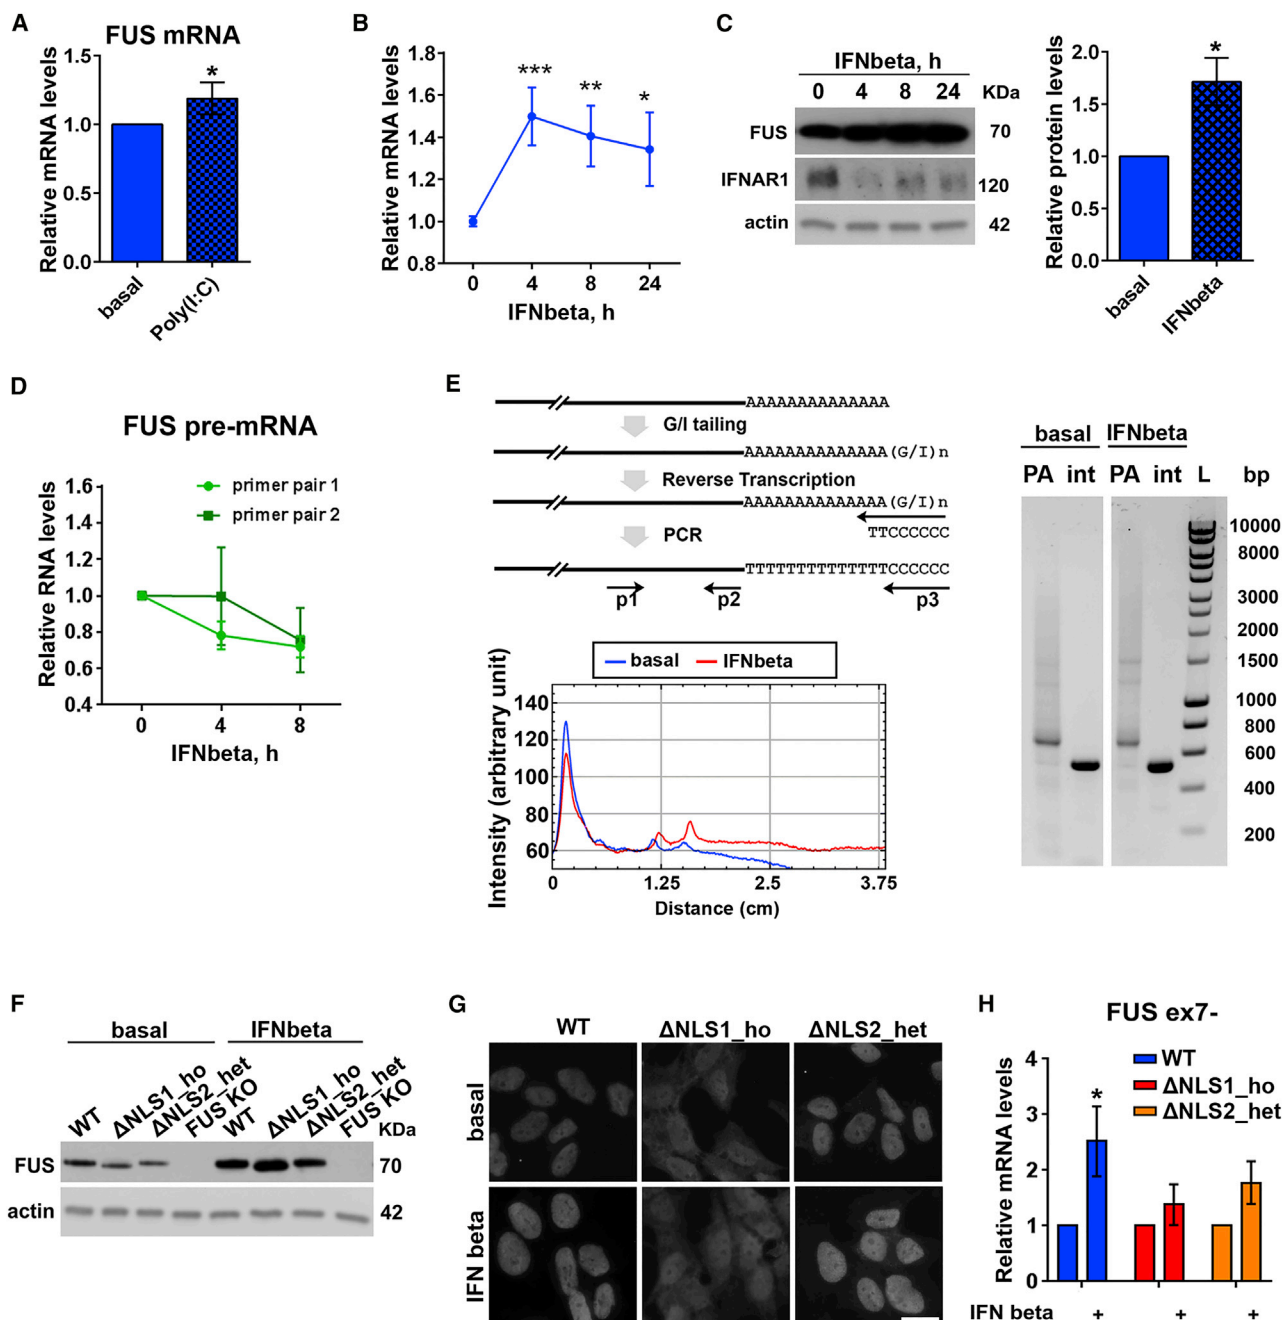 A
FUS mRNA
Relative mRNA levels
1.5
1.0
0.5
0.0
*
basal
Poly(I:C)
B
Relative mRNA levels
1.8
1.6
1.4
1.2
1.0
0.8
***
**
*
0 4 8 24
IFNbeta, h
C
IFNbeta, h
0 4 8 24 KDa
FUS 70
IFNAR1 120
actin 42
Relative protein levels
2.0
1.5
1.0
0.5
0.0
*
basal
IFNbeta
D
FUS pre-mRNA
primer pair 1
primer pair 2
Relative RNA levels
1.6
1.4
1.2
1.0
0.8
0.6
0.4
0 4 8
IFNbeta, h
E
AAAAAAAAAAAAAA
G/I tailing
AAAAAAAAAAAAAA(G/I)n
Reverse Transcription
AAAAAAAAAAAAAA(G/I)n
TTCCCCCC
PCR
TTTTTTTTTTTTTTCCCCCC
p1 p2 p3
basal IFNbeta
Intensity (arbitrary unit)
140
120
100
80
60
0 1.25 2.5 3.75
Distance (cm)
basal IFNbeta
PA int PA int L bp
10000
8000
3000
2000
1500
1000
800
600
400
200
F
basal IFNbeta
WT ΔNLS1_ho ΔNLS2_het FUS KO WT ΔNLS1_ho ΔNLS2_het FUS KO
KDa
FUS 70
actin 42
G
WT ΔNLS1_ho ΔNLS2_het
basal
IFN beta
H
FUS ex7-
WT
ΔNLS1_ho
ΔNLS2_het
Relative mRNA levels
4
3
2
1
0
*
IFN beta + + +